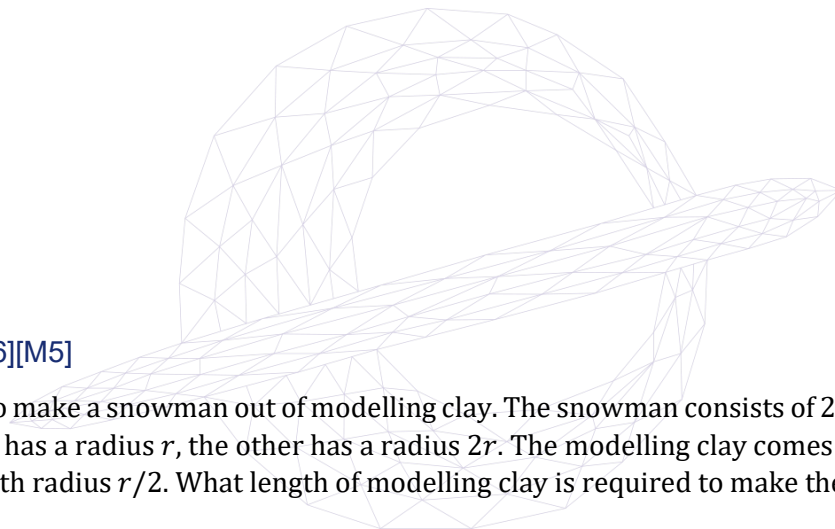 6][M5]
o make a snowman out of modelling clay. The snowman consists of 2
has a radius r, the other has a radius 2r. The modelling clay comes
th radius r/2. What length of modelling clay is required to make the